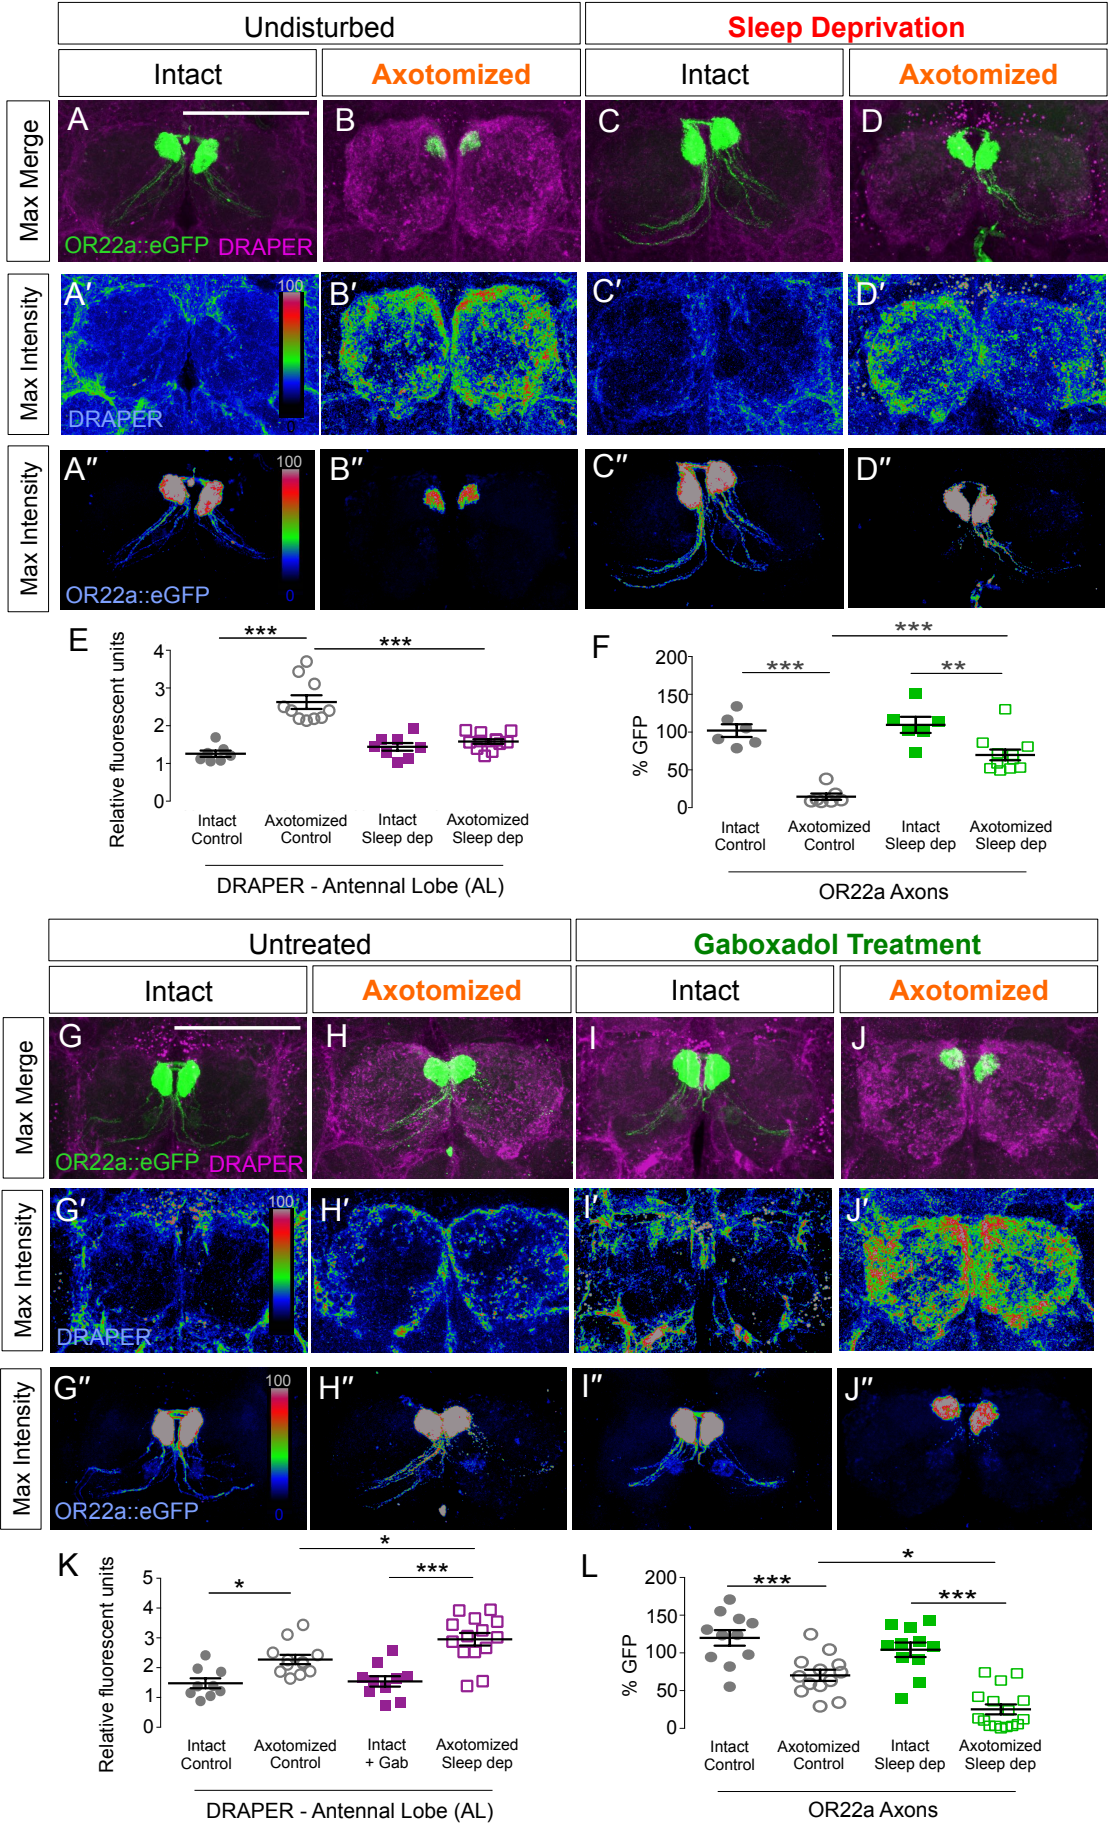 Undisturbed
Sleep Deprivation
Intact
Axotomized
Intact
Axotomized
Max Merge
A
B
C
D
OR22a::eGFP
DRAPER
Max Intensity
A′
B′
C′
D′
100
0
DRAPER
Max Intensity
A″
B″
C″
D″
100
0
OR22a::eGFP
E
Relative fluorescent units
4
3
2
1
0
***
***
Intact
Control
Axotomized
Control
Intact
Sleep dep
Axotomized
Sleep dep
DRAPER - Antennal Lobe (AL)
F
% GFP
200
150
100
50
0
***
***
**
Intact
Control
Axotomized
Control
Intact
Sleep dep
Axotomized
Sleep dep
OR22a Axons
Untreated
Gaboxadol Treatment
Intact
Axotomized
Intact
Axotomized
Max Merge
G
H
I
J
OR22a::eGFP
DRAPER
Max Intensity
G′
H′
I′
J′
100
DRAPER
Max Intensity
G″
H″
I″
J″
100
0
OR22a::eGFP
K
Relative fluorescent units
5
4
3
2
1
0
*
*
***
Intact
Control
Axotomized
Control
Intact
+ Gab
Axotomized
Sleep dep
DRAPER - Antennal Lobe (AL)
L
% GFP
200
150
100
50
0
***
*
***
Intact
Control
Axotomized
Control
Intact
Sleep dep
Axotomized
Sleep dep
OR22a Axons